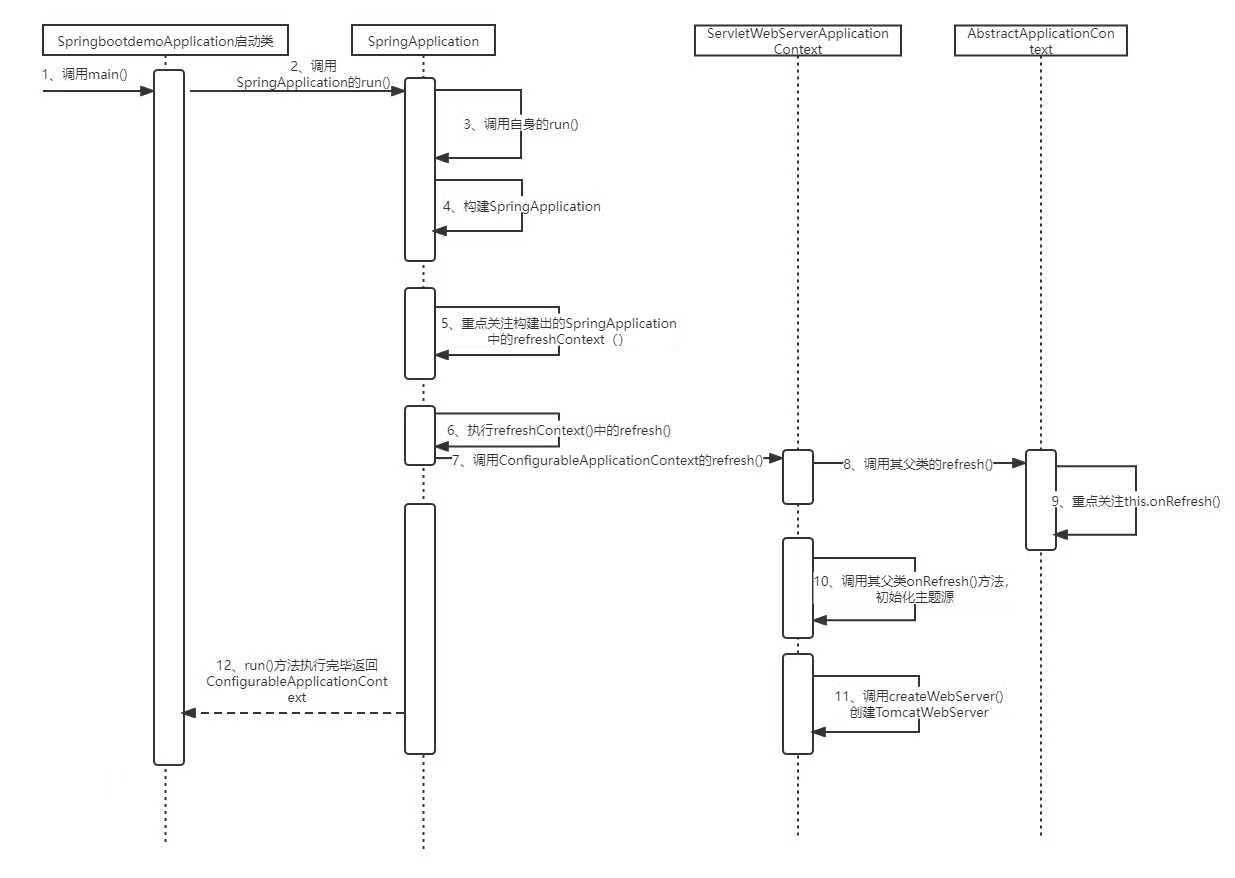 SpringbootdemoApplication启动类
SpringApplication
ServletWebServerApplication
Context
AbstractApplicationCon
text
1、调用main()
2、调用
SpringApplication的run()
3、调用自身的run()
4、构建SpringApplication
5、重点关注构建出的SpringApplication
中的refreshContext（）
6、执行refreshContext()中的refresh()
7、调用ConfigurableApplicationContext的refresh()
8、调用其父类的refresh()
9、重点关注this.onRefresh()
10、调用其父类onRefresh()方法，
初始化主题源
11、调用createWebServer()
创建TomcatWebServer
12、run()方法执行完毕返回
ConfigurableApplicationCont
ext